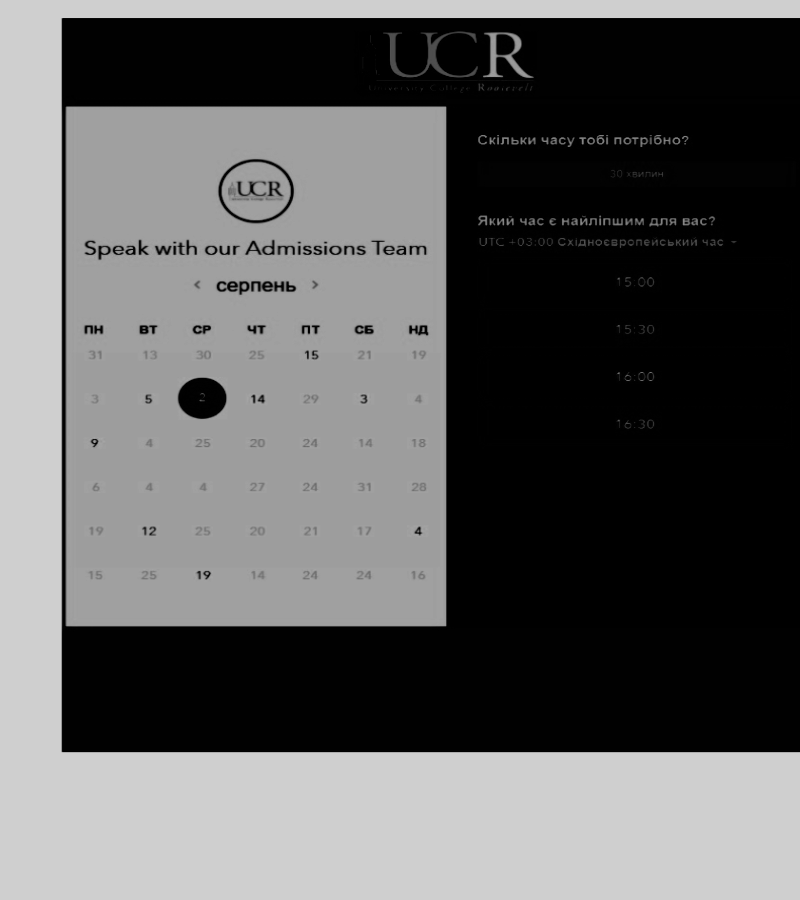 UCR
University College Roosevelt
UCR
Speak with our Admissions Team
‹ серпень ›
ПН ВТ СР ЧТ ПТ СБ НД
31 13 30 25 15 21 19
3 5 2 14 29 3 4
9 4 25 20 24 14 18
6 4 4 27 24 31 28
19 12 25 20 21 17 4
15 25 19 14 24 24 16
Скільки часу тобі потрібно?
30 хвилин
Який час є найліпшим для вас?
UTC +03:00 Східноєвропейський час
15:00
15:30
16:00
16:30